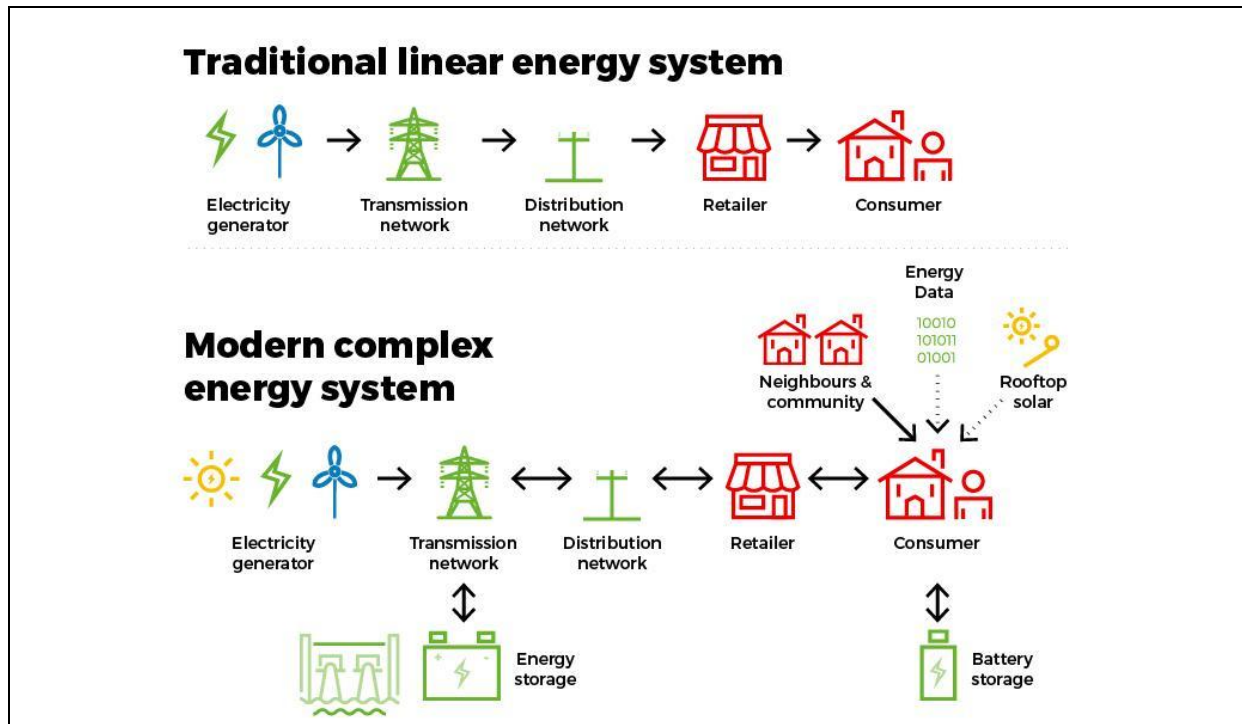 Traditional linear energy system
Electricity
generator
Transmission
network
Distribution
network
Retailer
Consumer
Modern complex
energy system
Energy
Data
10010
101011
01001
Neighbours &
community
Rooftop
solar
Electricity
generator
Transmission
network
Distribution
network
Retailer
Consumer
+ -
Energy
storage
Battery
storage